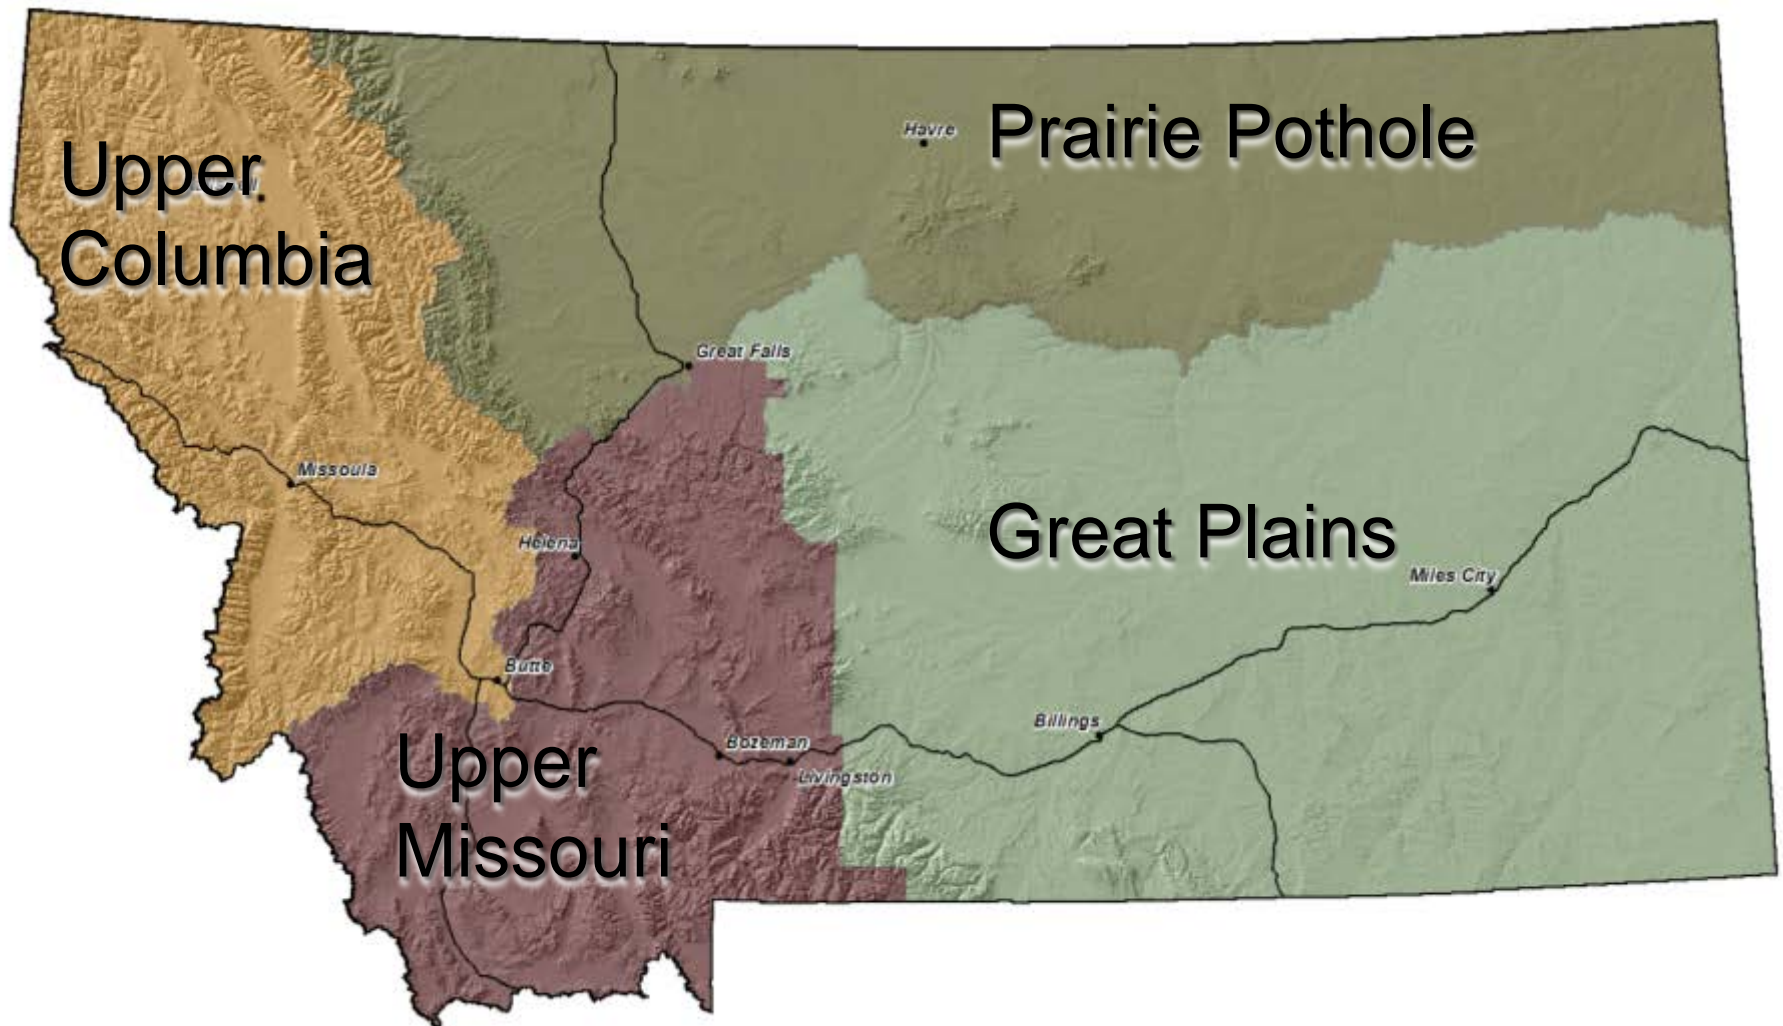 Prairie Pothole
Havre
Upper
Columbia
Great Falls
Missoula
Great Plains
Helena
Miles City
Butte
Billings
Upper
Missouri
Bozeman
Livingston